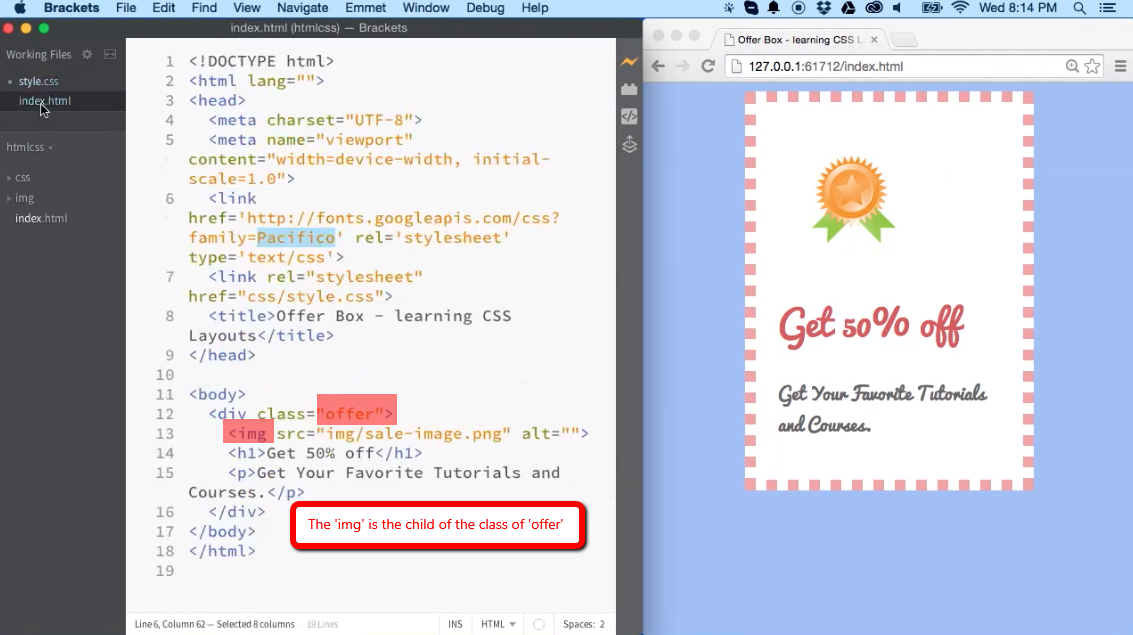 Brackets File Edit Find View Navigate Emmet Window Debug Help Wed 8:14 PM
index.html (htmlcss) — Brackets
Working Files
style.css
index.html
htmlcss
css
img
index.html
1 <!DOCTYPE html>
2 <html lang="">
3 <head>
4 <meta charset="UTF-8">
5 <meta name="viewport"
content="width=device-width, initial-
scale=1.0">
6 <link
href='http://fonts.googleapis.com/css?
family=Pacifico' rel='stylesheet'
type='text/css'>
7 <link rel="stylesheet"
href="css/style.css">
8 <title>Offer Box - learning CSS
Layouts</title>
9 </head>
10
11 <body>
12 <div class="offer">
13 <img src="img/sale-image.png" alt="">
14 <h1>Get 50% off</h1>
15 <p>Get Your Favorite Tutorials and
Courses.</p>
16 </div>
17 </body>
18 </html>
19
The 'img' is the child of the class of 'offer'
Line 6, Column 62 — Selected 8 columns — 19 Lines INS HTML Spaces: 2
Offer Box - learning CSS L
127.0.0.1:61712/index.html
Get 50% off
Get Your Favorite Tutorials
and Courses.